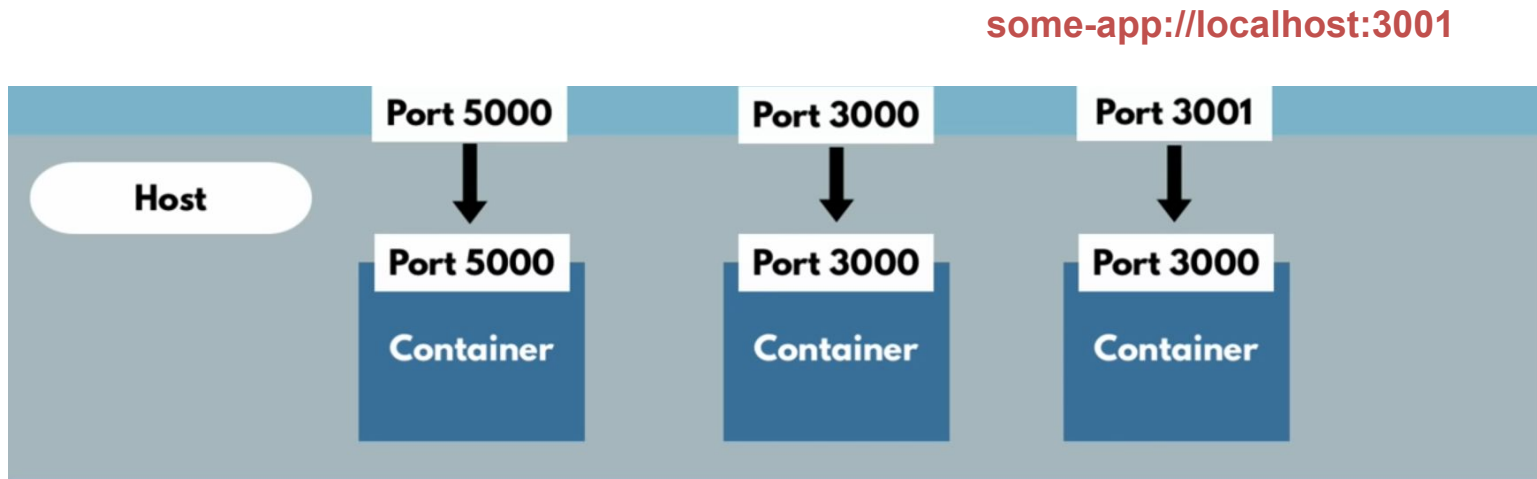 some-app://localhost:3001
Port 5000
Port 3000
Port 3001
Host
Port 5000
Port 3000
Port 3000
Container
Container
Container